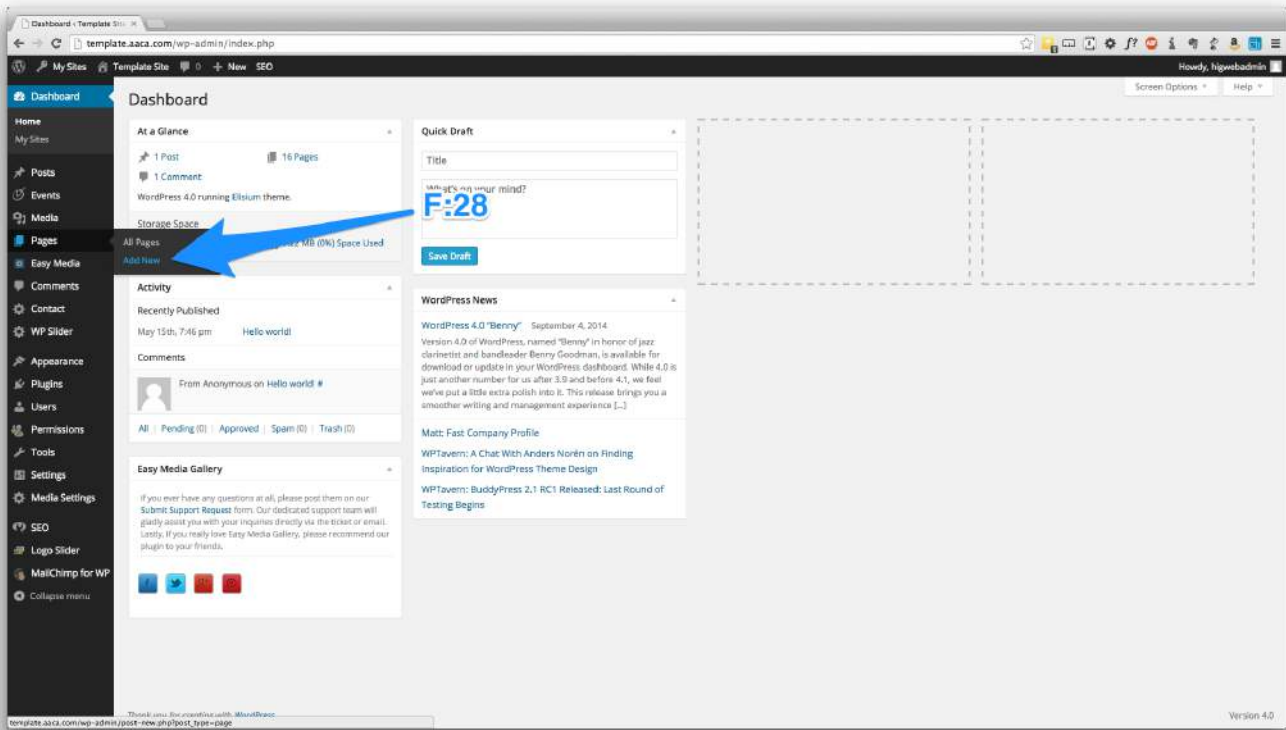 Dashboard ‹ Template Sit
template.aaca.com/wp-admin/index.php
My Sites Template Site 0 + New SEO
Howdy, higwebadmin
Dashboard
Home
My Sites
Posts
Events
Media
Pages
Easy Media
Comments
Contact
WP Slider
Appearance
Plugins
Users
Permissions
Tools
Settings
Media Settings
SEO
Logo Slider
MailChimp for WP
Collapse menu
All Pages
Add New
Screen Options
Help
Dashboard
At a Glance
1 Post
16 Pages
1 Comment
WordPress 4.0 running Elisium theme.
Storage Space
MB (0%) Space Used
Activity
Recently Published
May 15th, 7:46 pm Hello world!
Comments
From Anonymous on Hello world! #
All | Pending (0) | Approved | Spam (0) | Trash (0)
Easy Media Gallery
If you ever have any questions at all, please post them on our
Submit Support Request form. Our dedicated support team will
gladly assist you with your inquiries directly via the ticket or email.
Lastly, if you really love Easy Media Gallery, please recommend our
plugin to your friends.
Quick Draft
Title
What's on your mind?
F:28
Save Draft
WordPress News
WordPress 4.0 "Benny" September 4, 2014
Version 4.0 of WordPress, named "Benny" in honor of jazz
clarinetist and bandleader Benny Goodman, is available for
download or update in your WordPress dashboard. While 4.0 is
just another number for us after 3.9 and before 4.1, we feel
we've put a little extra polish into it. This release brings you a
smoother writing and management experience [...]
Matt: Fast Company Profile
WPTavern: A Chat With Anders Norén on Finding
Inspiration for WordPress Theme Design
WPTavern: BuddyPress 2.1 RC1 Released: Last Round of
Testing Begins
Thank you for creating with WordPress
template.aaca.com/wp-admin/post-new.php?post_type=page
Version 4.0